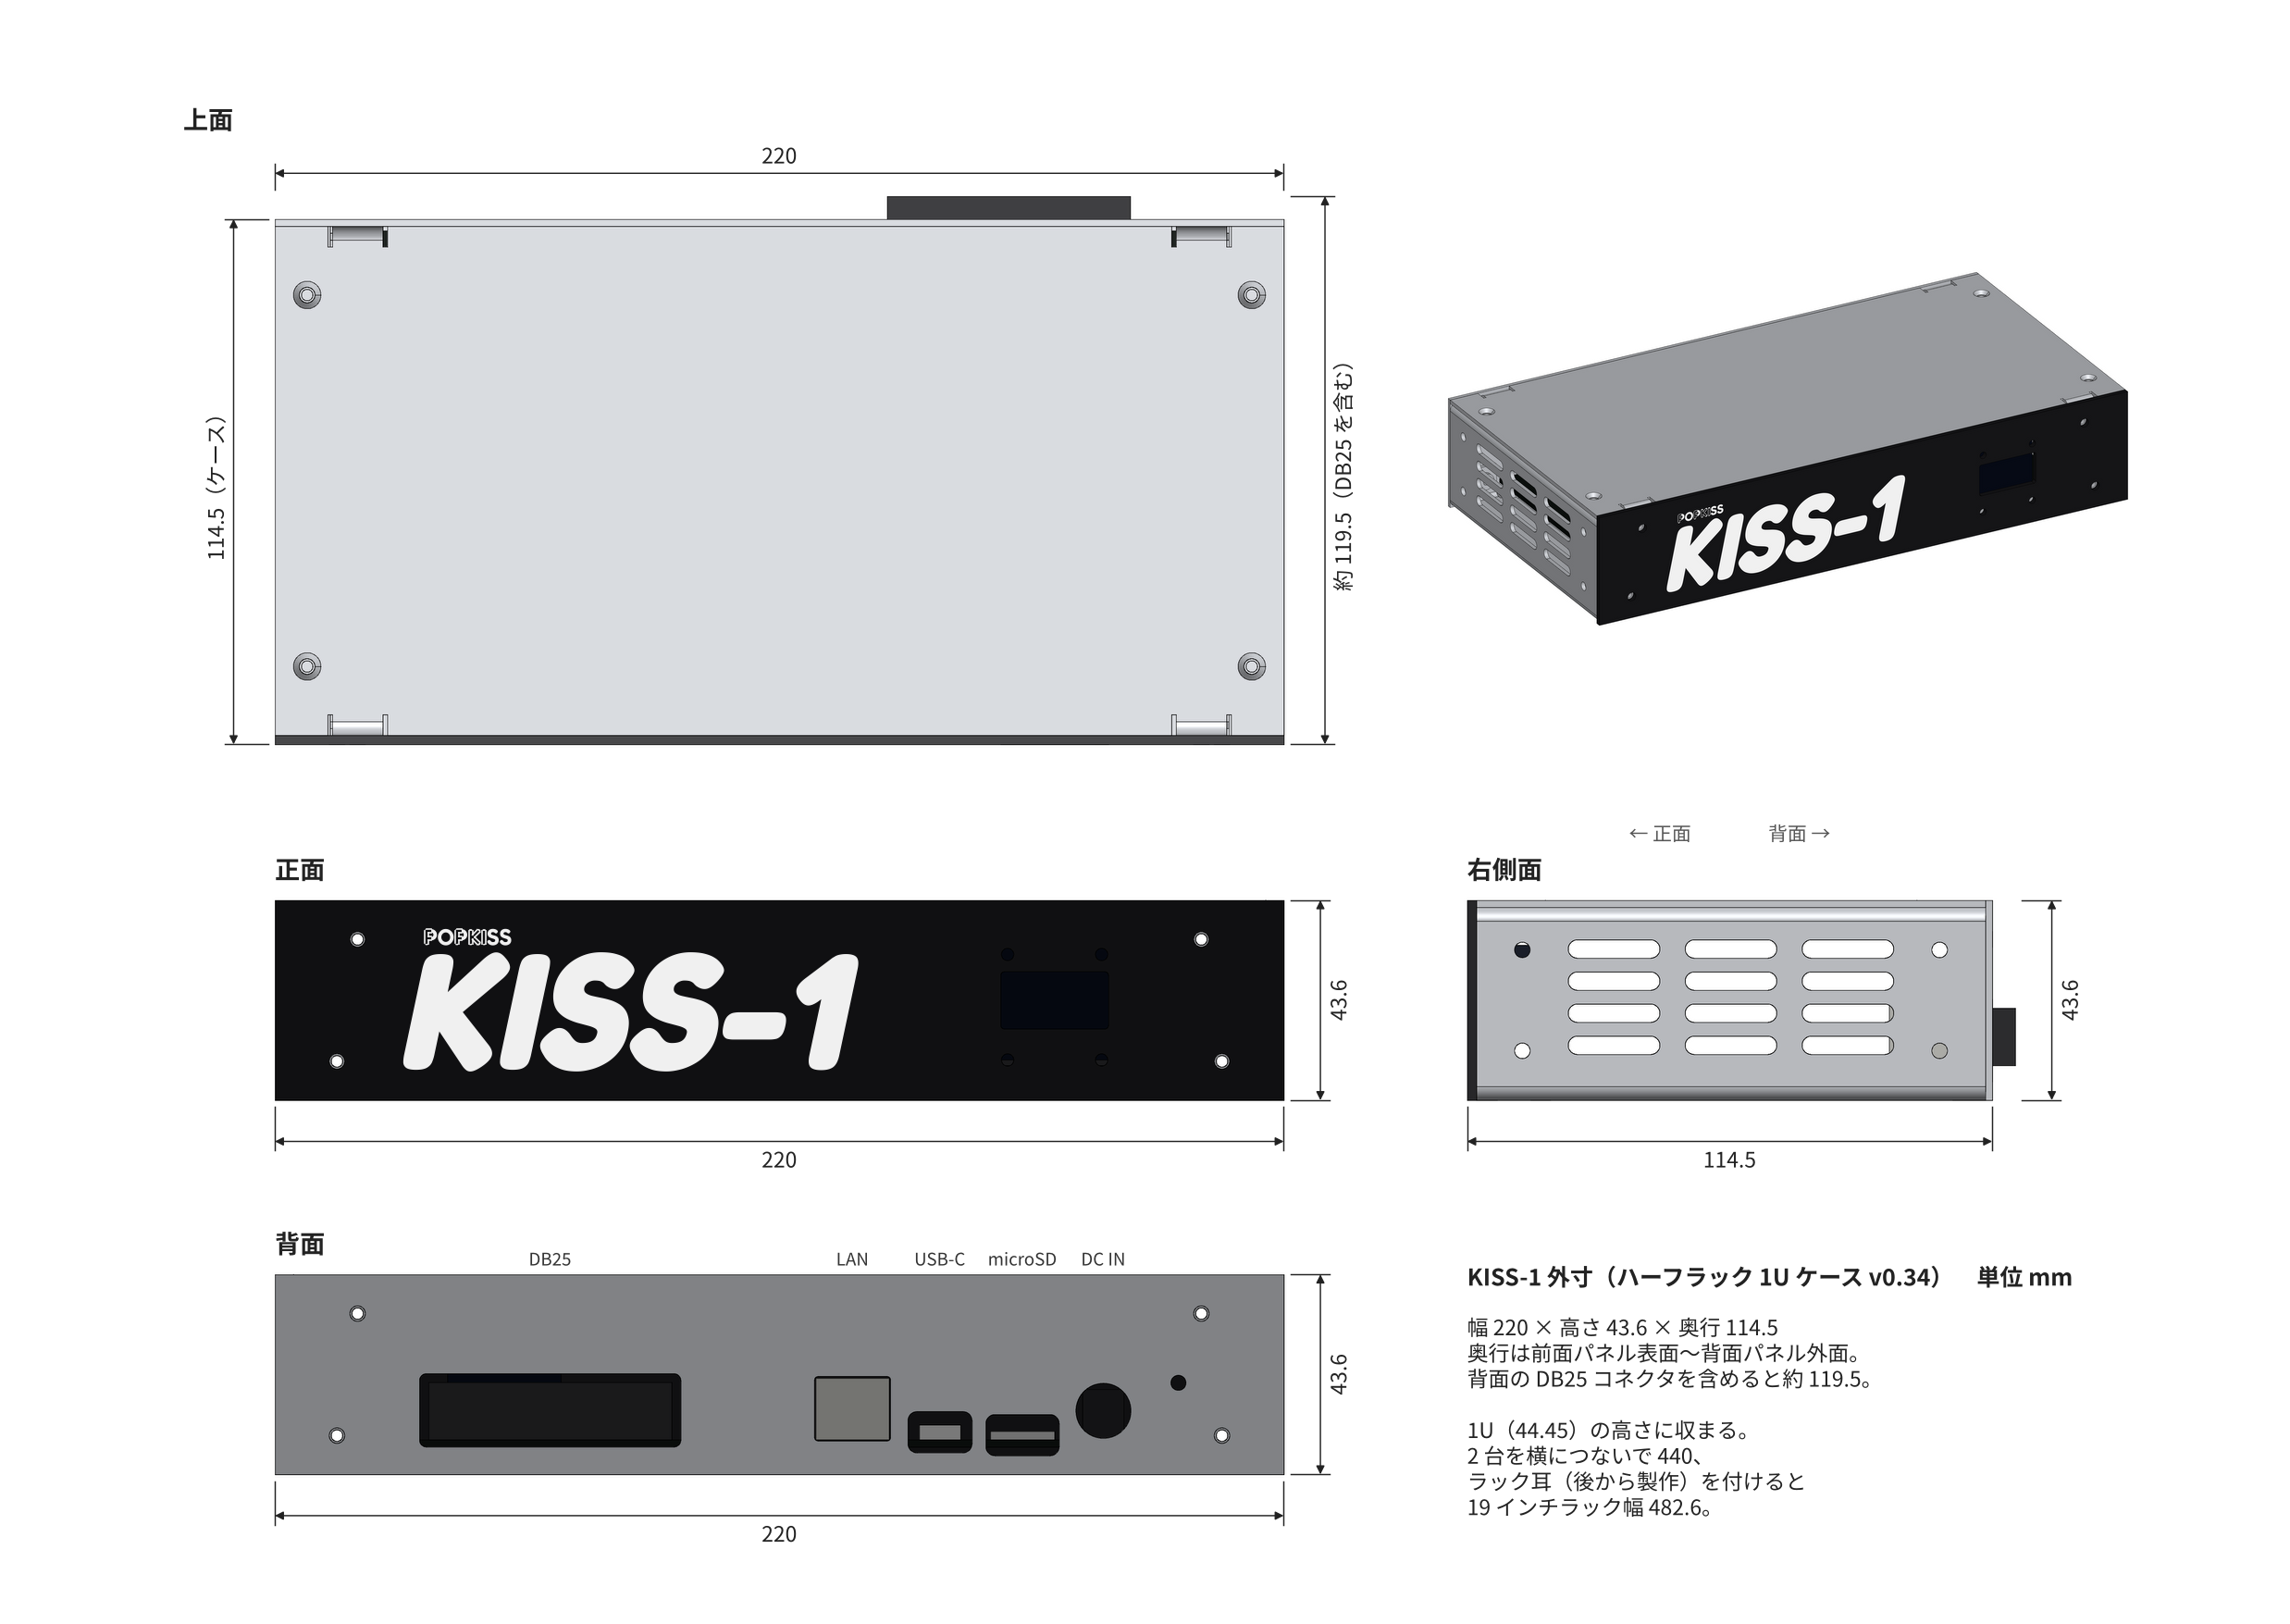 上面
220
114.5（ケース）
約 119.5（DB25 を含む）
POPKISS
KISS-1
← 正面
背面 →
正面
POPKISS
KISS-1
43.6
220
右側面
43.6
114.5
背面
DB25
LAN
USB-C
microSD
DC IN
43.6
220
KISS-1 外寸（ハーフラック 1U ケース v0.34） 単位 mm
幅 220 × 高さ 43.6 × 奥行 114.5
奥行は前面パネル表面～背面パネル外面。
背面の DB25 コネクタを含めると約 119.5。
1U（44.45）の高さに収まる。
2 台を横につないで 440、
ラック耳（後から製作）を付けると
19 インチラック幅 482.6。